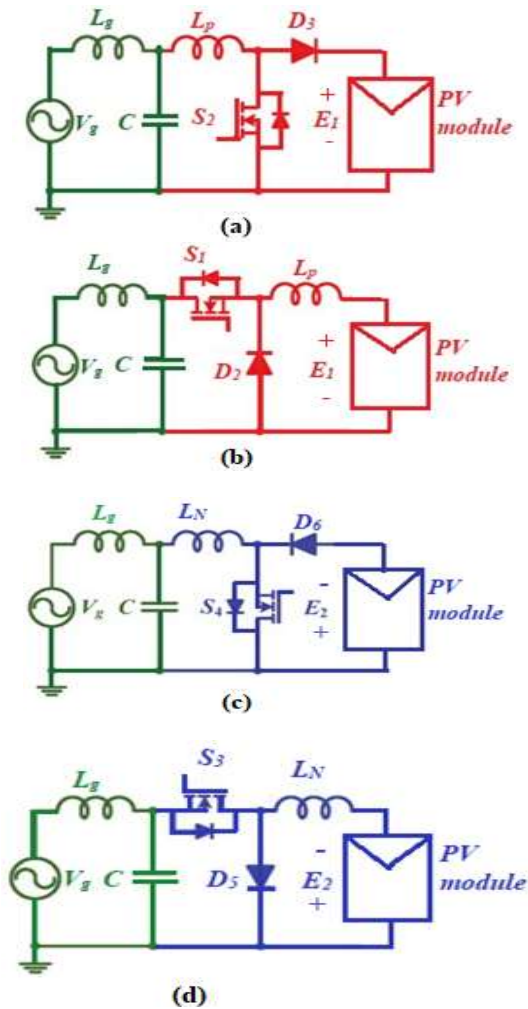 Lg Lp D3
Vg C S2 + E1 - PV module
(a)
Lg S1 Lp
Vg C D2 + E1 - PV module
(b)
Lg LN D6
Vg C S4 - E2 + PV module
(c)
Lg S3 LN
Vg C D5 - E2 + PV module
(d)